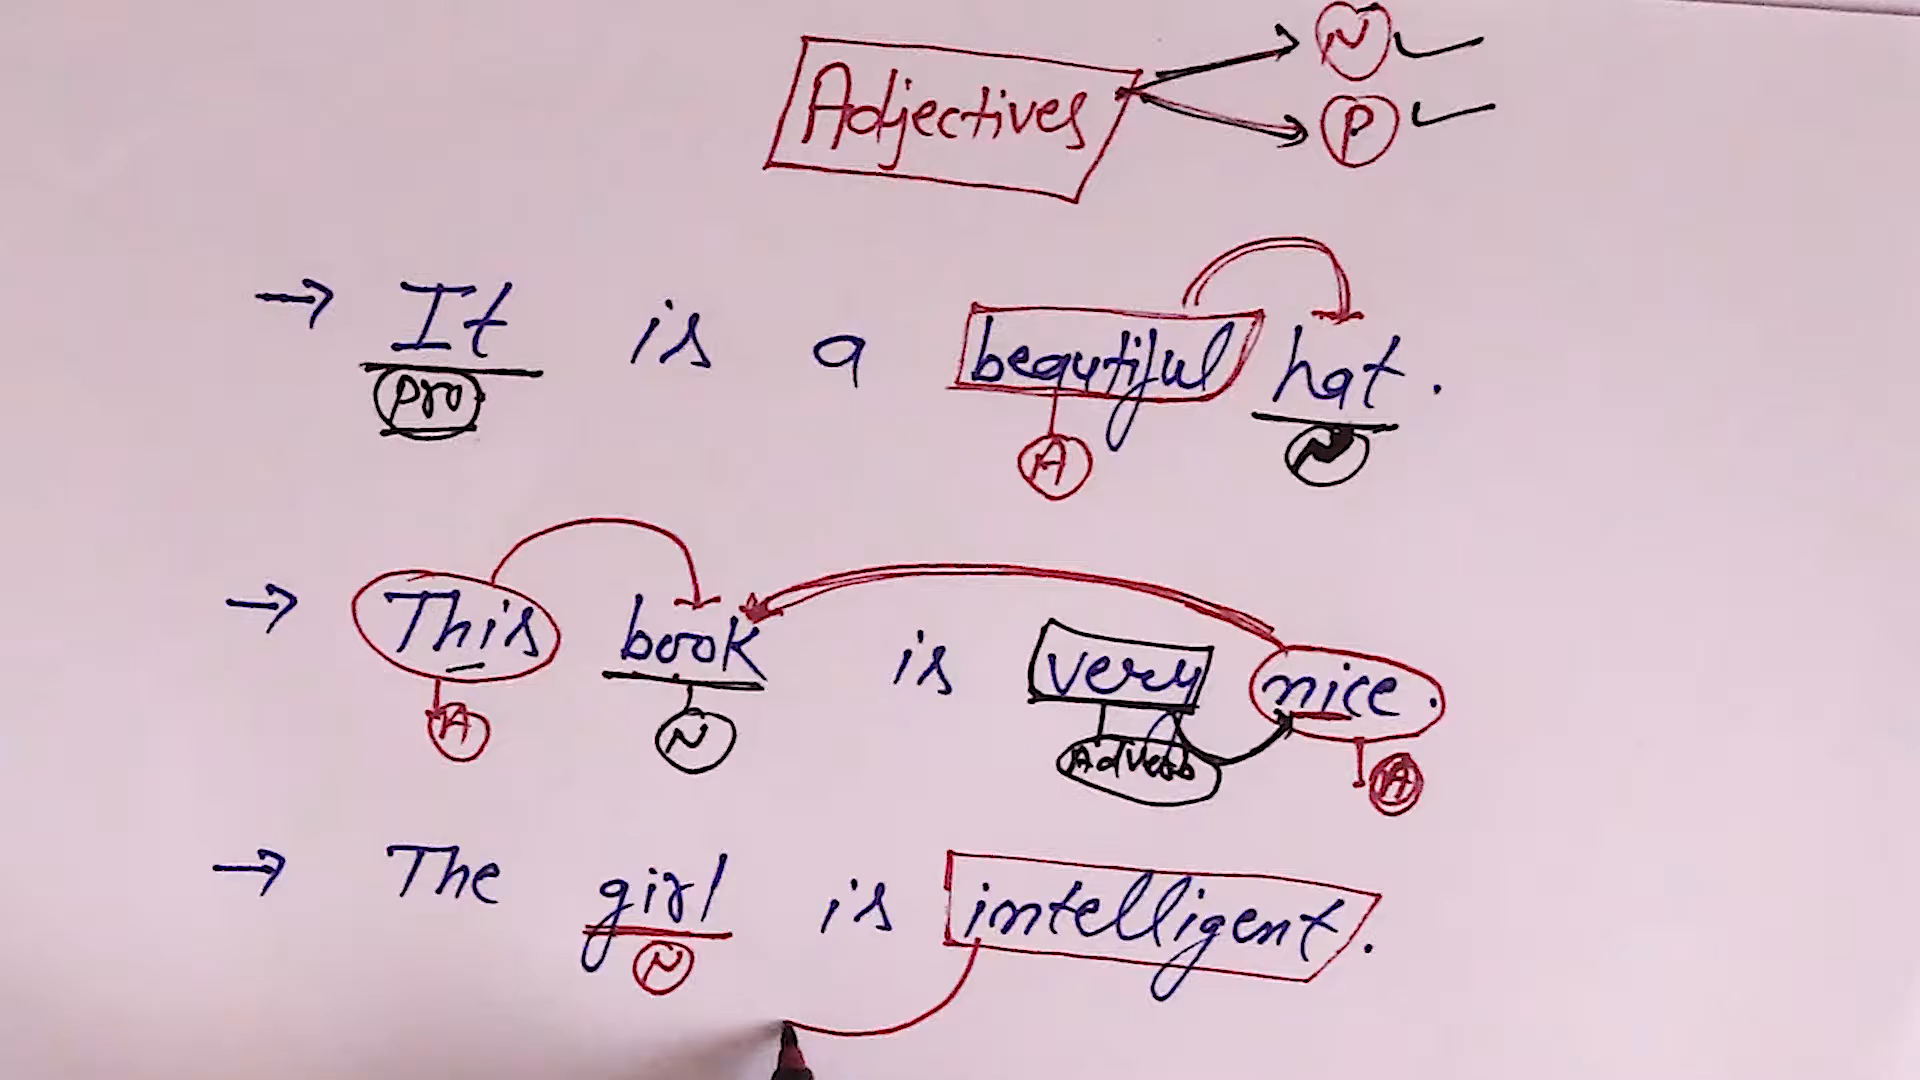 N
Adjectives
P
It is a beautiful hat.
pro A N
This book is very nice.
A N Adverb A
The girl is intelligent.
N